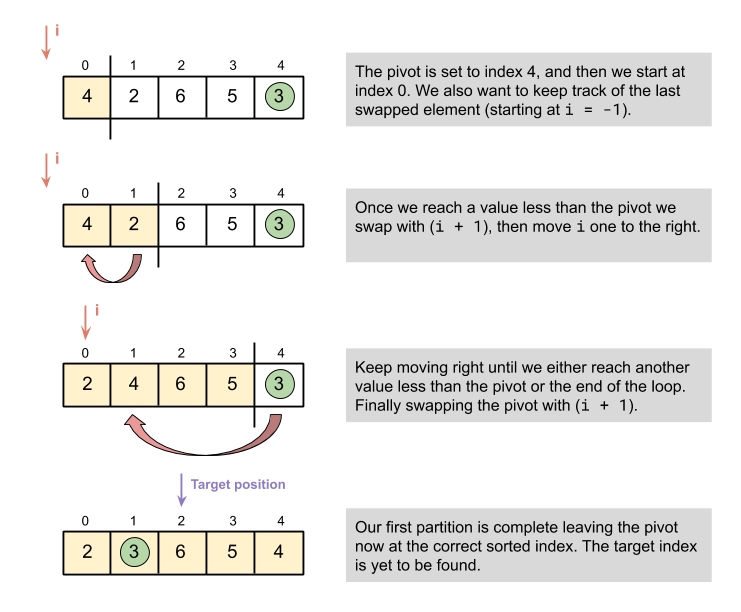 i
0 1 2 3 4
4 2 6 5 3
The pivot is set to index 4, and then we start at
index 0. We also want to keep track of the last
swapped element (starting at i = -1).
i
0 1 2 3 4
4 2 6 5 3
Once we reach a value less than the pivot we
swap with (i + 1), then move i one to the right.
i
0 1 2 3 4
2 4 6 5 3
Keep moving right until we either reach another
value less than the pivot or the end of the loop.
Finally swapping the pivot with (i + 1).
Target position
0 1 2 3 4
2 3 6 5 4
Our first partition is complete leaving the pivot
now at the correct sorted index. The target index
is yet to be found.